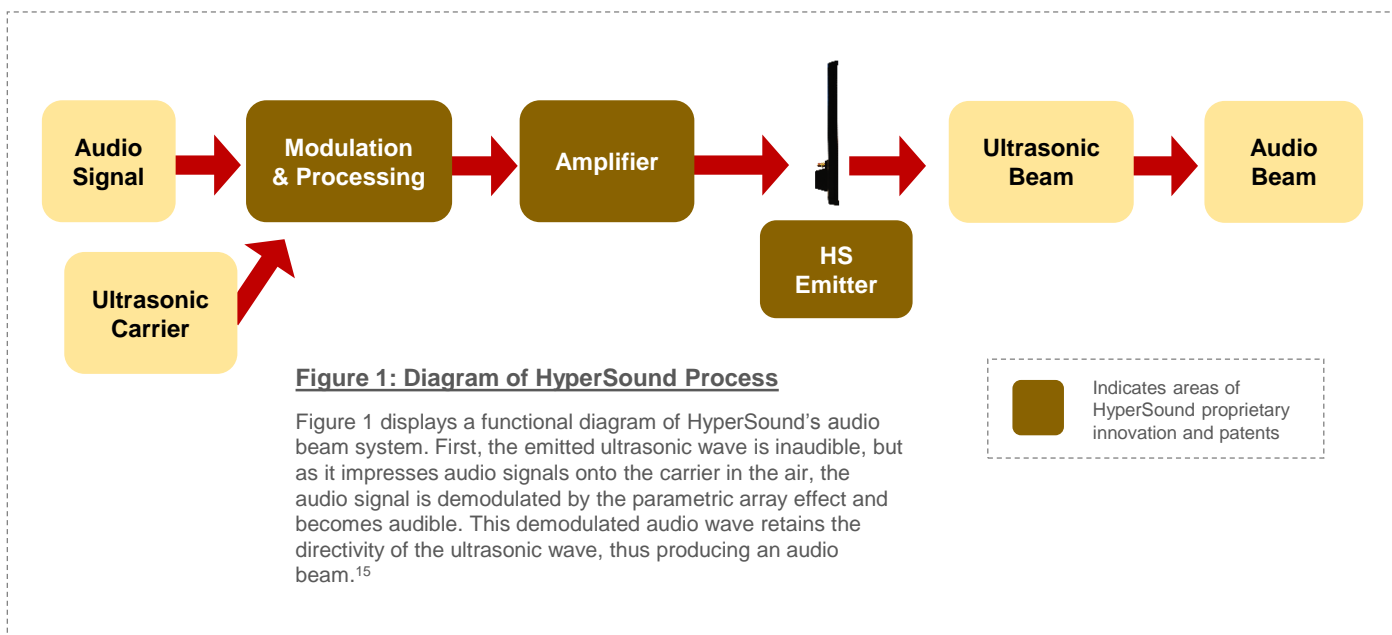 Audio
Signal
Modulation
& Processing
Amplifier
Ultrasonic
Beam
Audio
Beam
Ultrasonic
Carrier
HS
Emitter
Figure 1: Diagram of HyperSound Process
Figure 1 displays a functional diagram of HyperSound’s audio
beam system. First, the emitted ultrasonic wave is inaudible, but
as it impresses audio signals onto the carrier in the air, the
audio signal is demodulated by the parametric array effect and
becomes audible. This demodulated audio wave retains the
directivity of the ultrasonic wave, thus producing an audio
beam.¹⁵
Indicates areas of
HyperSound proprietary
innovation and patents